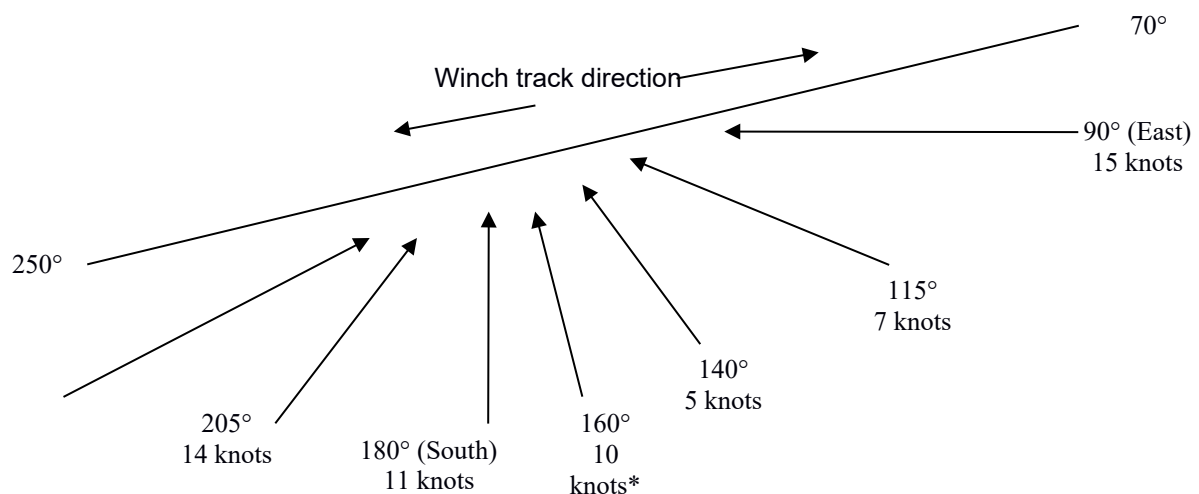 70°
Winch track direction
90° (East)
15 knots
250°
115°
7 knots
140°
5 knots
205°
14 knots
180° (South)
11 knots
160°
10
knots*